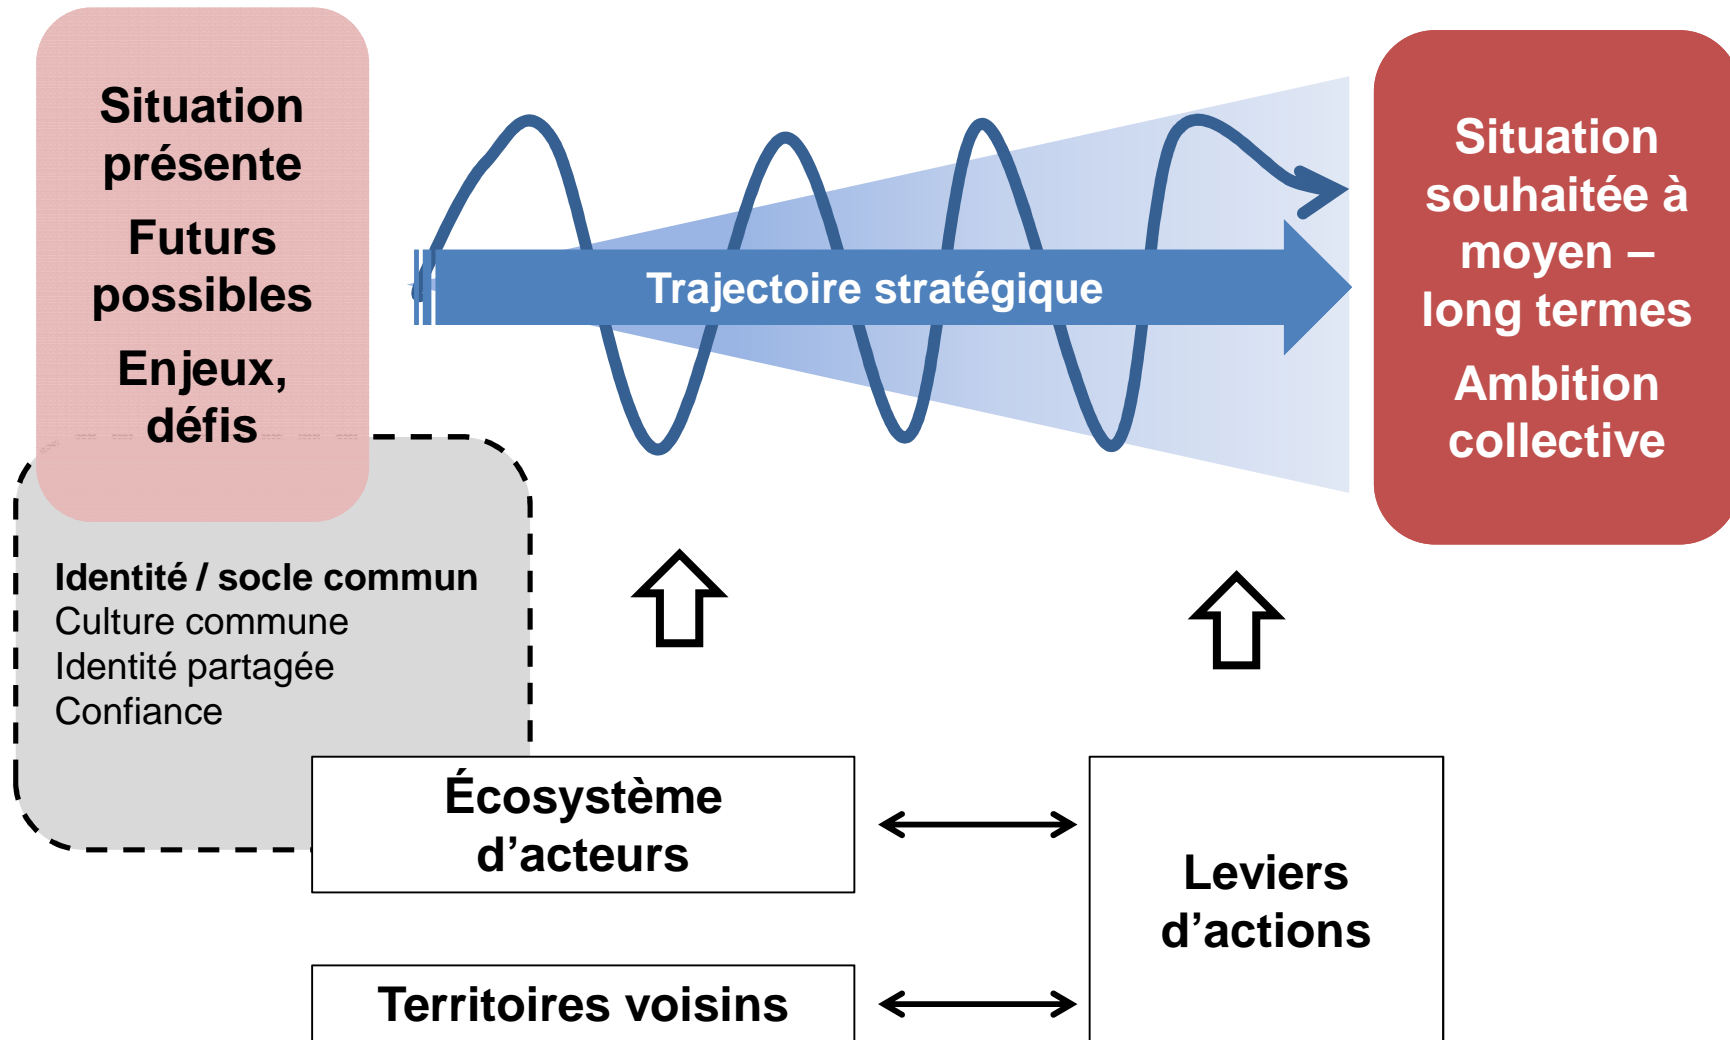 Situation
présente
Futurs
possibles
Enjeux,
défis
Trajectoire stratégique
Situation
souhaitée à
moyen –
long termes
Ambition
collective
Identité / socle commun
Culture commune
Identité partagée
Confiance
Écosystème
d’acteurs
Leviers
d’actions
Territoires voisins